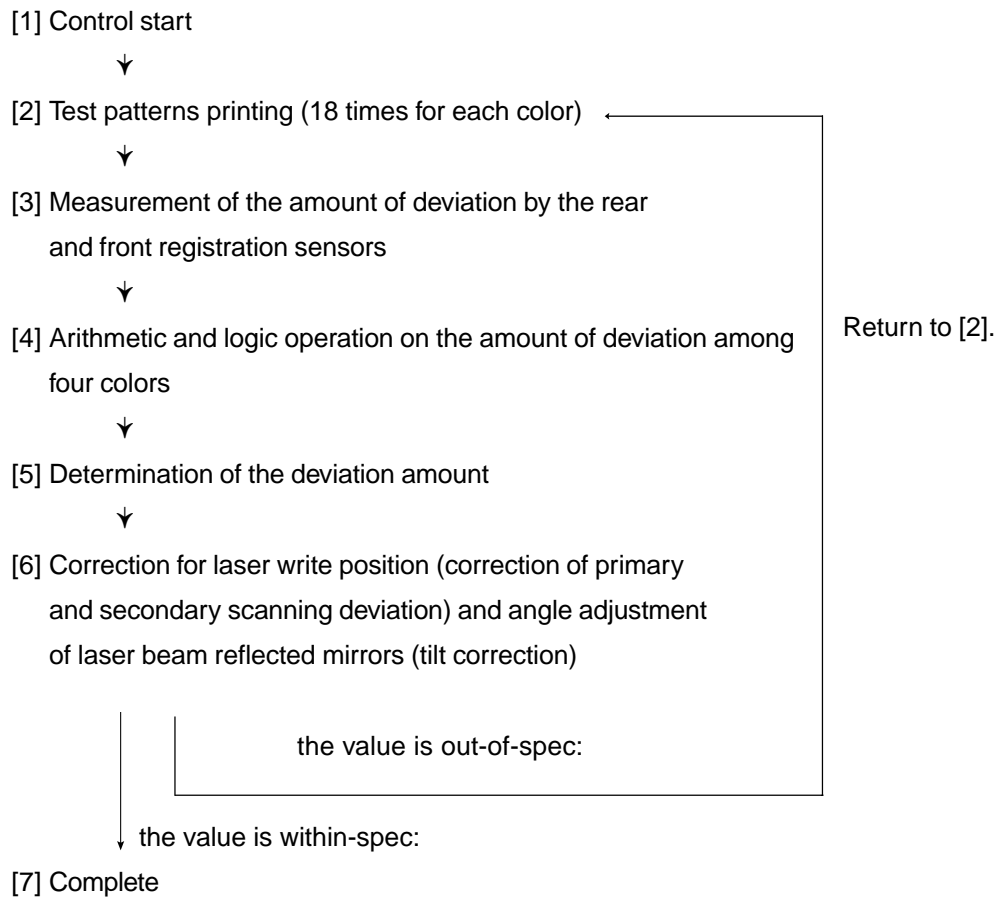 [1] Control start
[2] Test patterns printing (18 times for each color)
[3] Measurement of the amount of deviation by the rear
and front registration sensors
[4] Arithmetic and logic operation on the amount of deviation among
four colors
Return to [2].
[5] Determination of the deviation amount
[6] Correction for laser write position (correction of primary
and secondary scanning deviation) and angle adjustment
of laser beam reflected mirrors (tilt correction)
the value is out-of-spec:
the value is within-spec:
[7] Complete